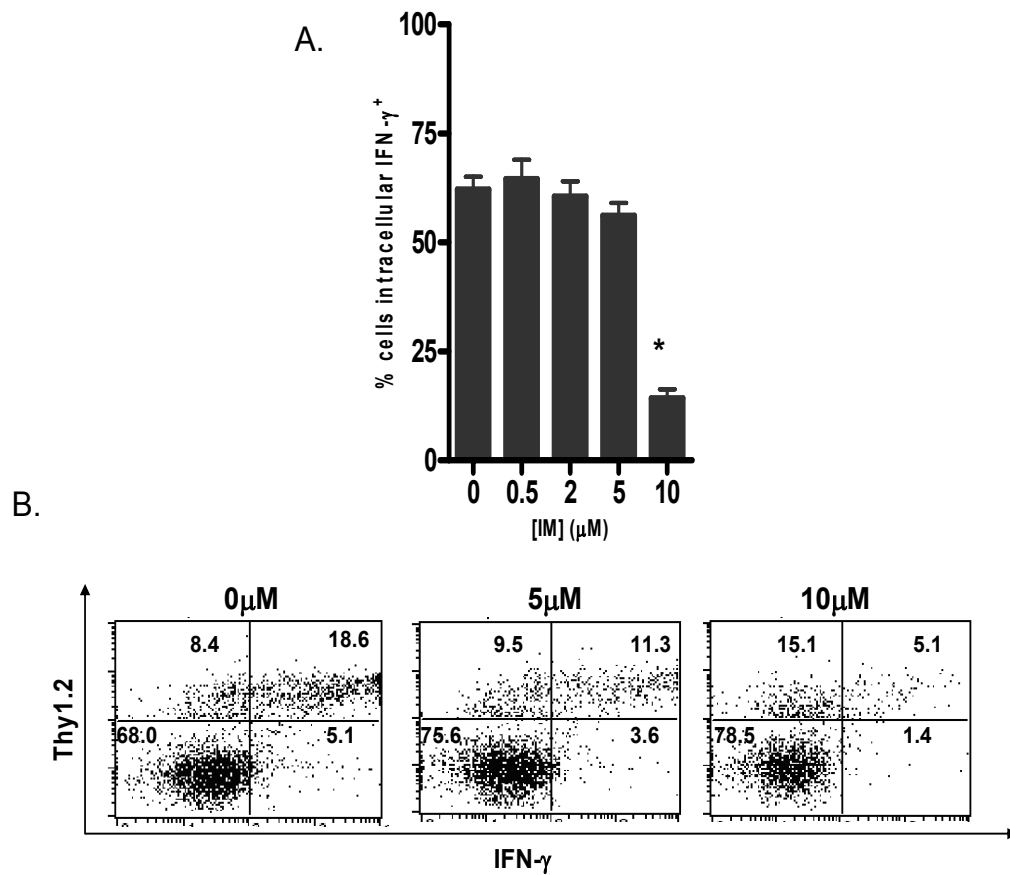 A.
% cells intracellular IFN-γ+
100
75
50
25
0
*
0 0.5 2 5 10
[IM] (μM)
B.
0μM 5μM 10μM
Thy1.2
8.4 18.6
68.0 5.1
9.5 11.3
75.6 3.6
15.1 5.1
78.5 1.4
IFN-γ